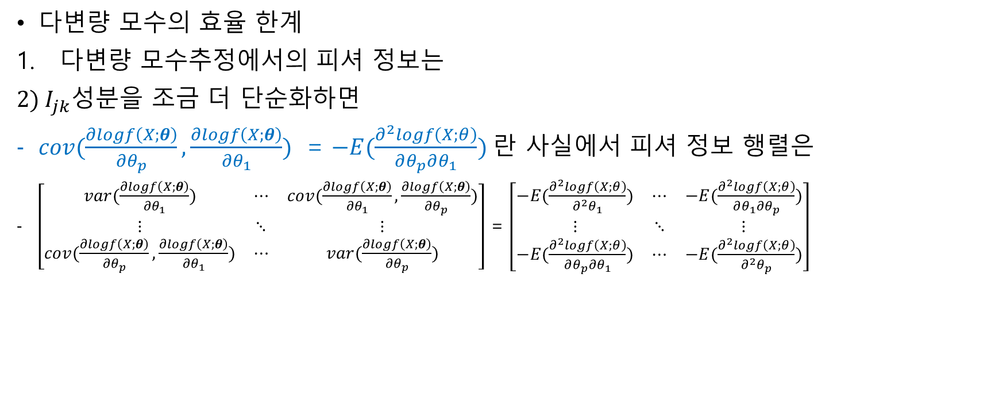 • 다변량 모수의 효율 한계
1. 다변량 모수추정에서의 피셔 정보는
2) $I_{jk}$성분을 조금 더 단순화하면
- $cov(\frac{\partial logf(X;\boldsymbol{\theta})}{\partial \theta_p}, \frac{\partial logf(X;\boldsymbol{\theta})}{\partial \theta_1}) = -E(\frac{\partial^2 logf(X;\theta)}{\partial \theta_p \partial \theta_1})$ 란 사실에서 피셔 정보 행렬은
- $\begin{bmatrix} var(\frac{\partial logf(X;\boldsymbol{\theta})}{\partial \theta_1}) & \cdots & cov(\frac{\partial logf(X;\boldsymbol{\theta})}{\partial \theta_1}, \frac{\partial logf(X;\boldsymbol{\theta})}{\partial \theta_p}) \\ \vdots & \ddots & \vdots \\ cov(\frac{\partial logf(X;\boldsymbol{\theta})}{\partial \theta_p}, \frac{\partial logf(X;\boldsymbol{\theta})}{\partial \theta_1}) & \cdots & var(\frac{\partial logf(X;\boldsymbol{\theta})}{\partial \theta_p}) \end{bmatrix} = \begin{bmatrix} -E(\frac{\partial^2 logf(X;\theta)}{\partial^2 \theta_1}) & \cdots & -E(\frac{\partial^2 logf(X;\theta)}{\partial \theta_1 \partial \theta_p}) \\ \vdots & \ddots & \vdots \\ -E(\frac{\partial^2 logf(X;\theta)}{\partial \theta_p \partial \theta_1}) & \cdots & -E(\frac{\partial^2 logf(X;\theta)}{\partial^2 \theta_p}) \end{bmatrix}$